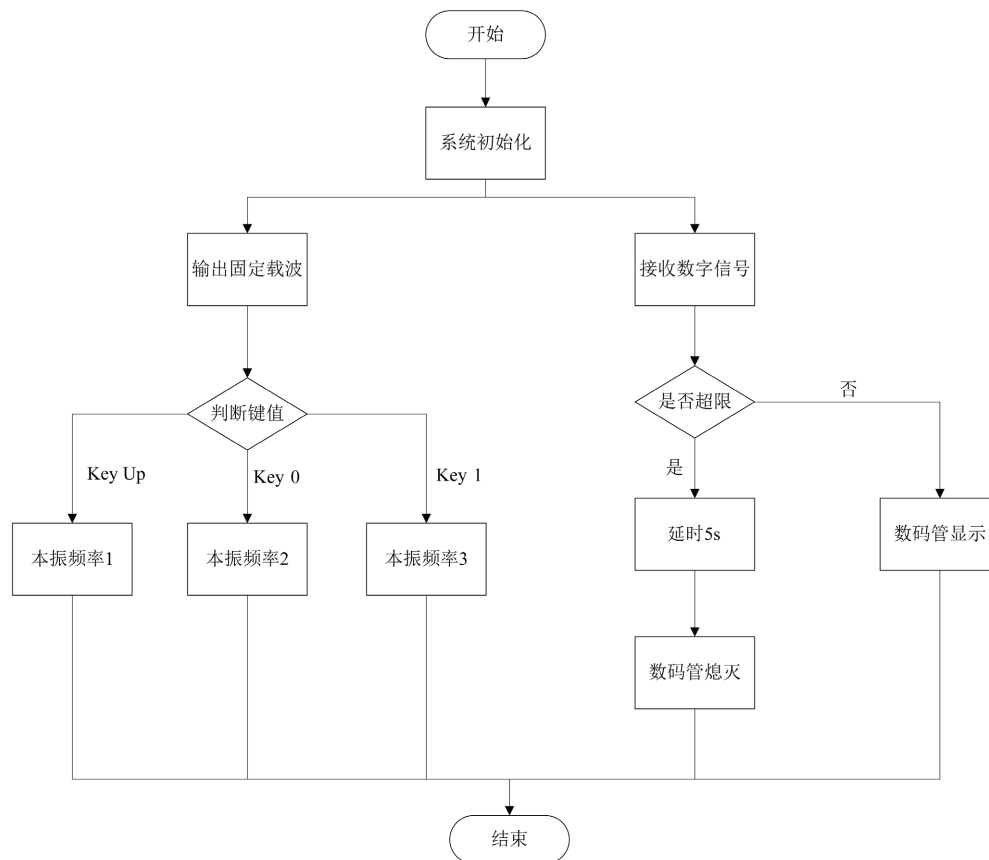 开始
系统初始化
输出固定载波
接收数字信号
判断键值
是否超限
否
是
Key Up
Key 0
Key 1
本振频率1
本振频率2
本振频率3
延时5s
数码管显示
数码管熄灭
结束